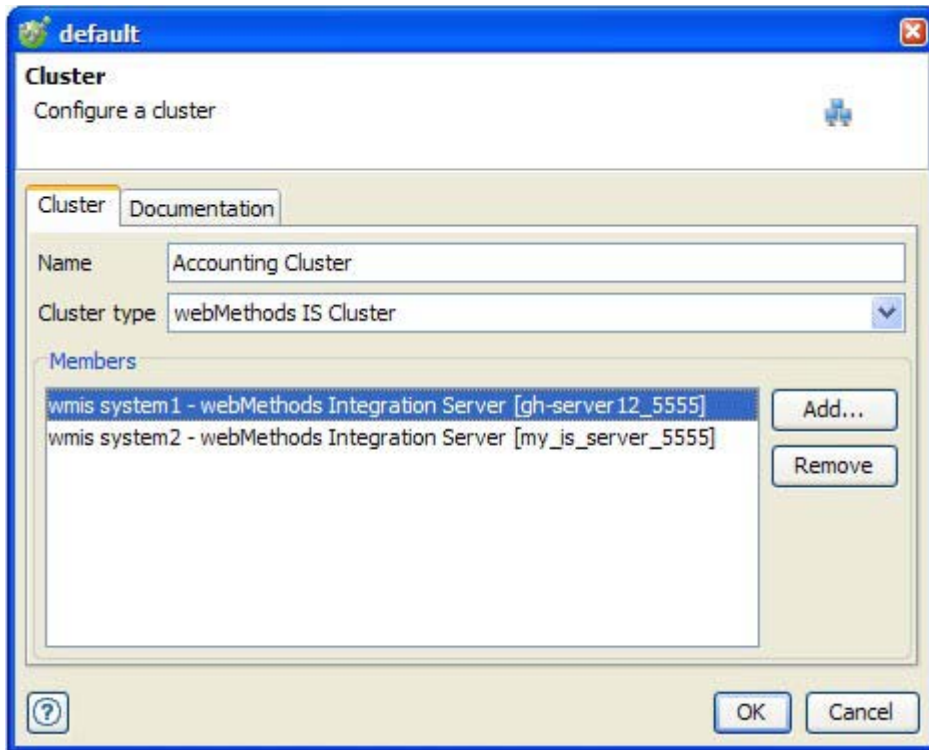 default
Cluster
Configure a cluster
Cluster Documentation
Name Accounting Cluster
Cluster type webMethods IS Cluster
Members
wmis system1 - webMethods Integration Server [gh-server12_5555]
Add...
wmis system2 - webMethods Integration Server [my_is_server_5555]
Remove
?
OK Cancel